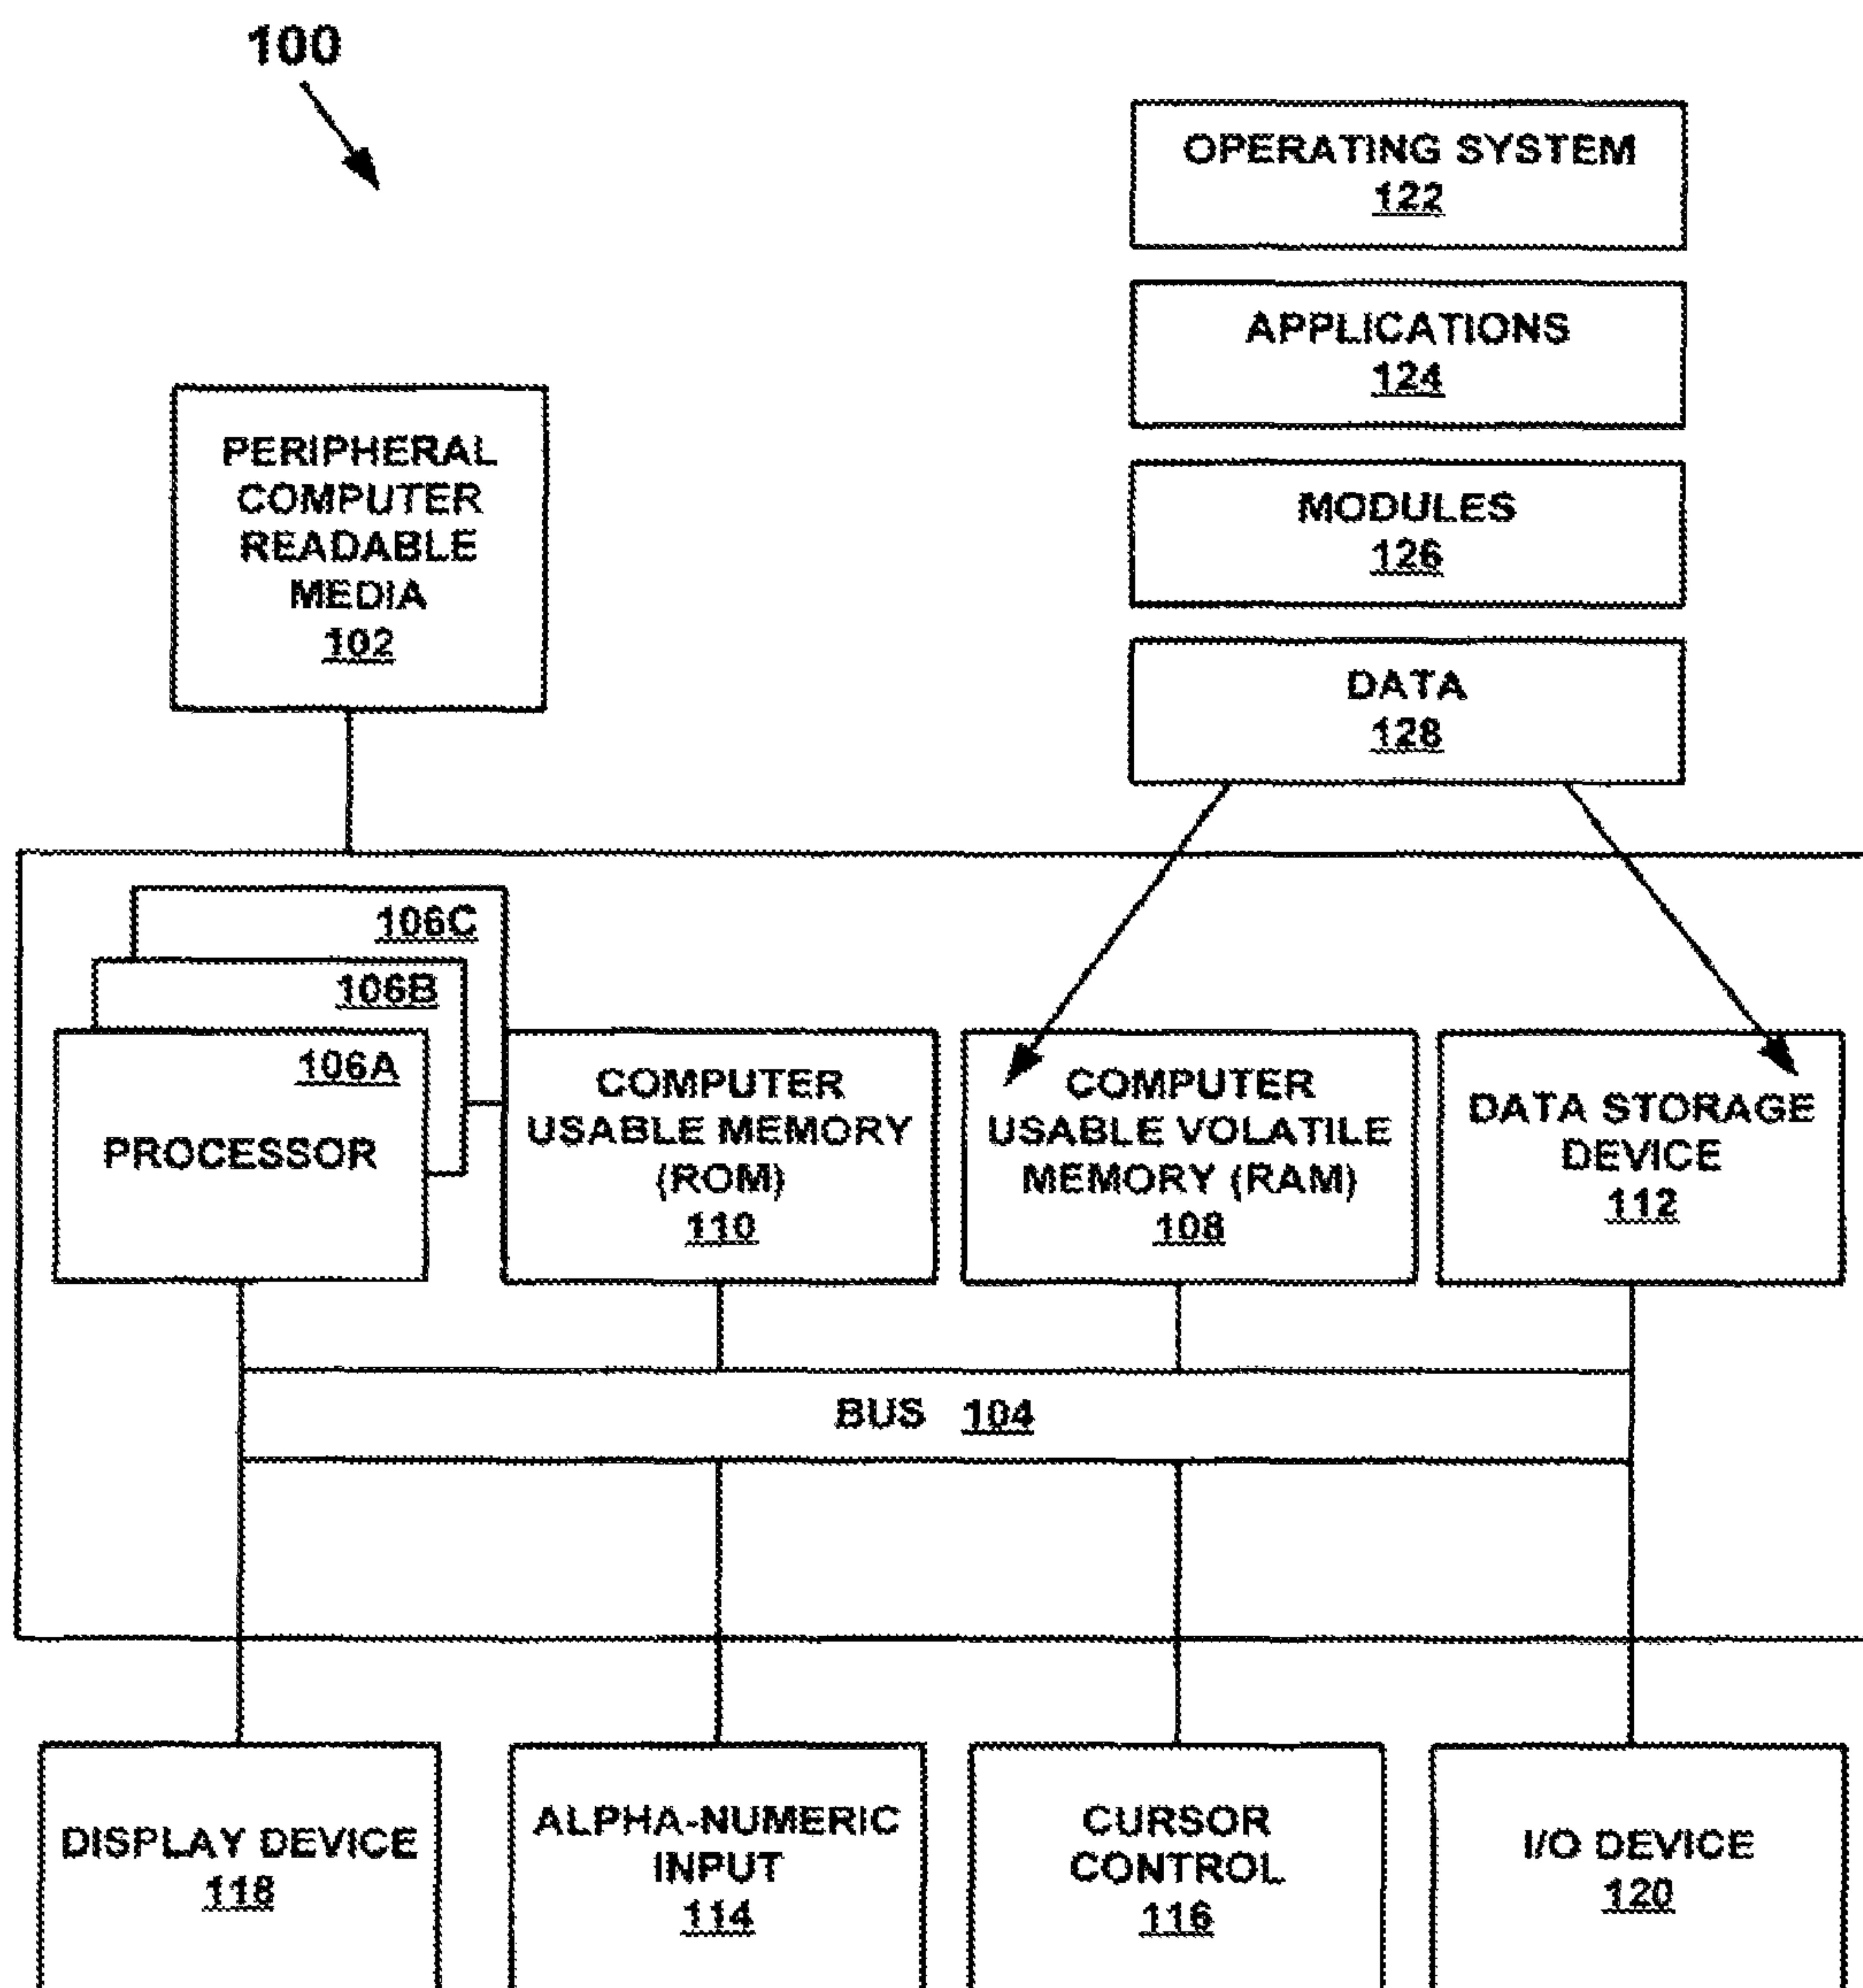 100
OPERATING SYSTEM
122
APPLICATIONS
124
MODULES
126
DATA
128
PERIPHERAL
COMPUTER
READABLE
MEDIA
102
106C
106B
106A
PROCESSOR
COMPUTER
USABLE MEMORY
(ROM)
110
COMPUTER
USABLE VOLATILE
MEMORY (RAM)
108
DATA STORAGE
DEVICE
112
BUS 104
DISPLAY DEVICE
118
ALPHA-NUMERIC
INPUT
114
CURSOR
CONTROL
116
I/O DEVICE
120